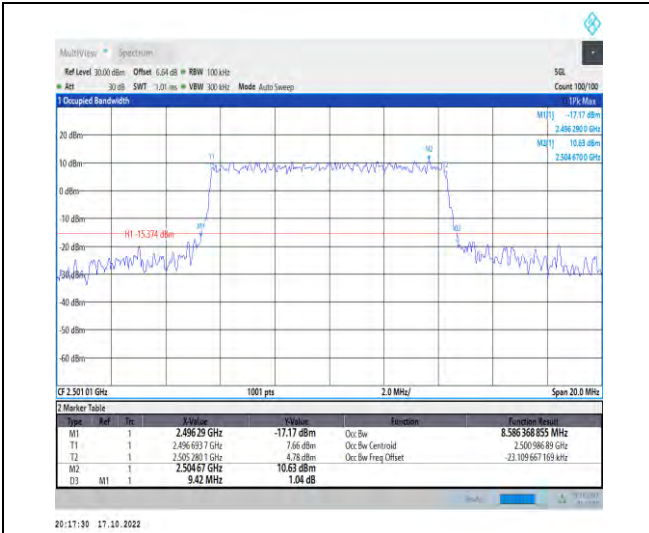 MultiView Spectrum
Ref Level 30.00 dBm Offset 6.64 dB RBW 100 kHz SGL
Att 30 dB SWT 1.01 ms VBW 300 kHz Mode Auto Sweep Count 100/100
1 Occupied Bandwidth 1Pk Max
M1[1] -17.17 dBm
2.496 290 0 GHz
20 dBm
M2[1] 10.63 dBm
2.504 670 0 GHz
M2
T1
10 dBm
0 dBm
-10 dBm
M1
H1 -15.374 dBm
D3
-20 dBm
-30 dBm
-40 dBm
-50 dBm
-60 dBm
CF 2.501 01 GHz 1001 pts 2.0 MHz/ Span 20.0 MHz
2 Marker Table
Type Ref Trc X-Value Y-Value Function Function Result
M1 1 2.496 29 GHz -17.17 dBm Occ Bw 8.586 368 855 MHz
T1 1 2.496 693 7 GHz 7.66 dBm Occ Bw Centroid 2.500 986 89 GHz
T2 1 2.505 280 1 GHz 4.78 dBm Occ Bw Freq Offset -23.109 667 169 kHz
M2 1 2.504 67 GHz 10.63 dBm
D3 M1 1 9.42 MHz 1.04 dB
20:17:30 17.10.2022